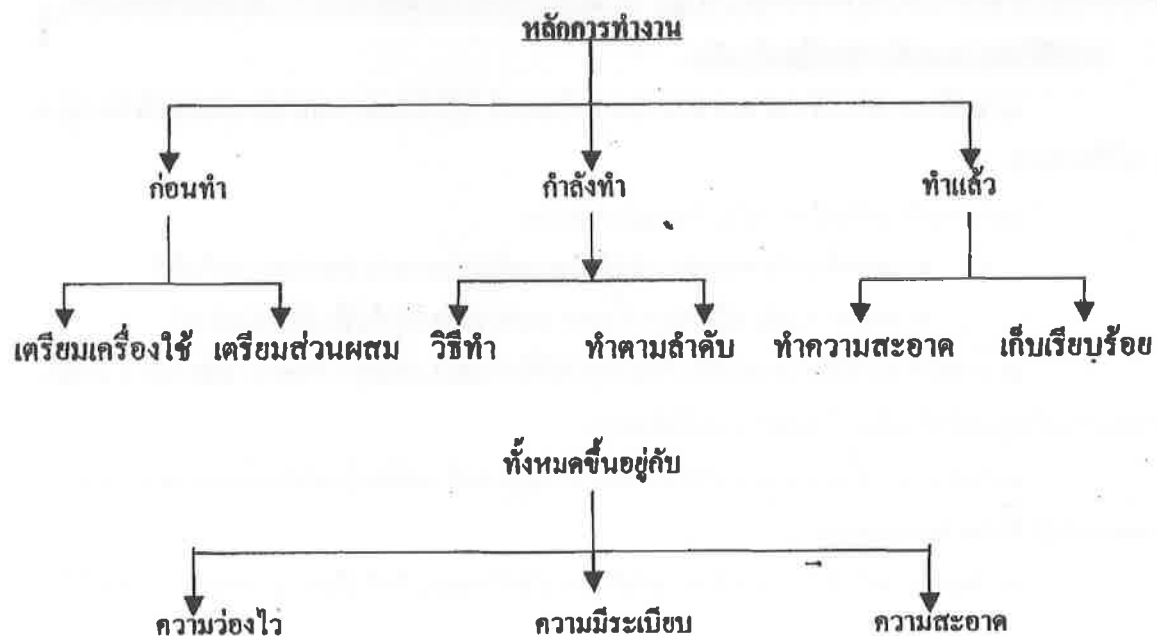 หลักการทำงาน
ก่อนทำ กำลังทำ ทำแล้ว
เตรียมเครื่องใช้ เตรียมส่วนผสม วิธีทำ ทำตามลำดับ ทำความสะอาด เก็บเรียบร้อย
ทั้งหมดขึ้นอยู่กับ
ความว่องไว ความมีระเบียบ ความสะอาด